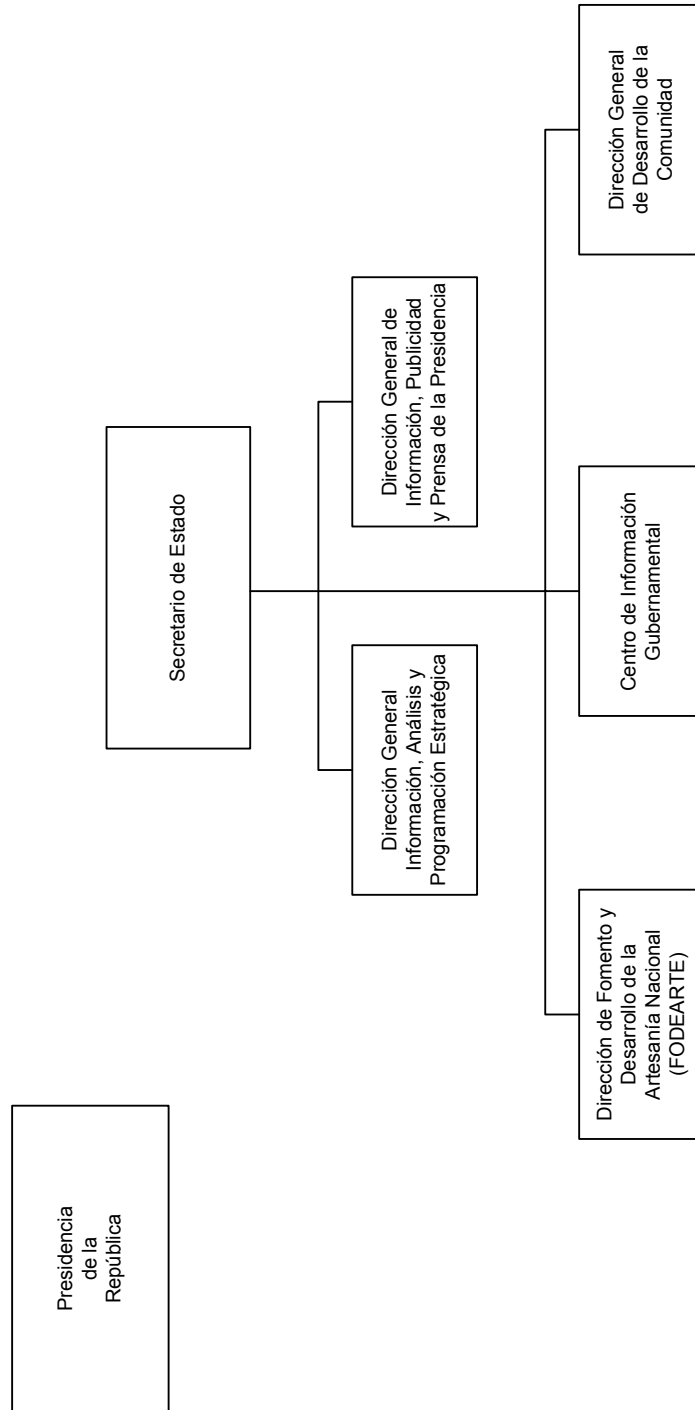 Presidencia
de la
República
Secretario de Estado
Dirección General
Información, Análisis y
Programación Estratégica
Dirección General de
Información, Publicidad
y Prensa de la Presidencia
Dirección de Fomento y
Desarrollo de la
Artesanía Nacional
(FODEARTE)
Centro de Información
Gubernamental
Dirección General
de Desarrollo de la
Comunidad